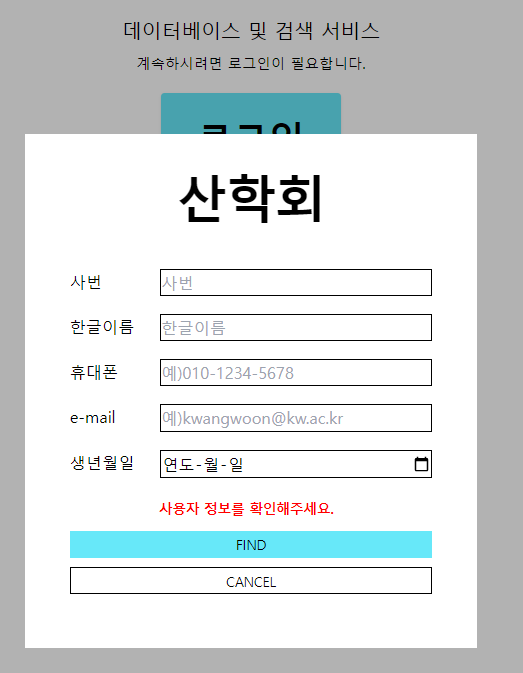 데이터베이스 및 검색 서비스
계속하시려면 로그인이 필요합니다.
로그인
산학회
사번 사번
한글이름 한글이름
휴대폰 예)010-1234-5678
e-mail 예)kwangwoon@kw.ac.kr
생년월일 연도-월-일
사용자 정보를 확인해주세요.
FIND
CANCEL